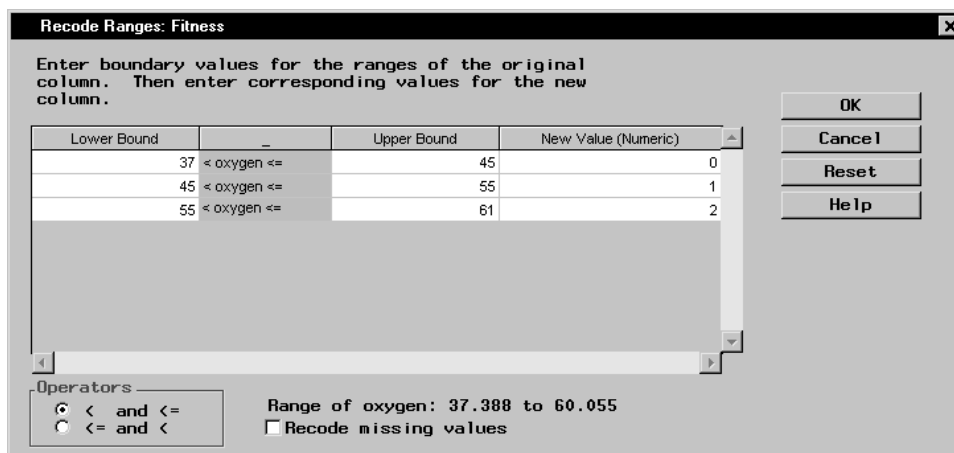 Recode Ranges: Fitness
Enter boundary values for the ranges of the original
column. Then enter corresponding values for the new
column.
OK
Cancel
Reset
Help
Lower Bound _ Upper Bound New Value (Numeric)
37 < oxygen <= 45 0
45 < oxygen <= 55 1
55 < oxygen <= 61 2
Operators
< and <=
<= and <
Range of oxygen: 37.388 to 60.055
Recode missing values